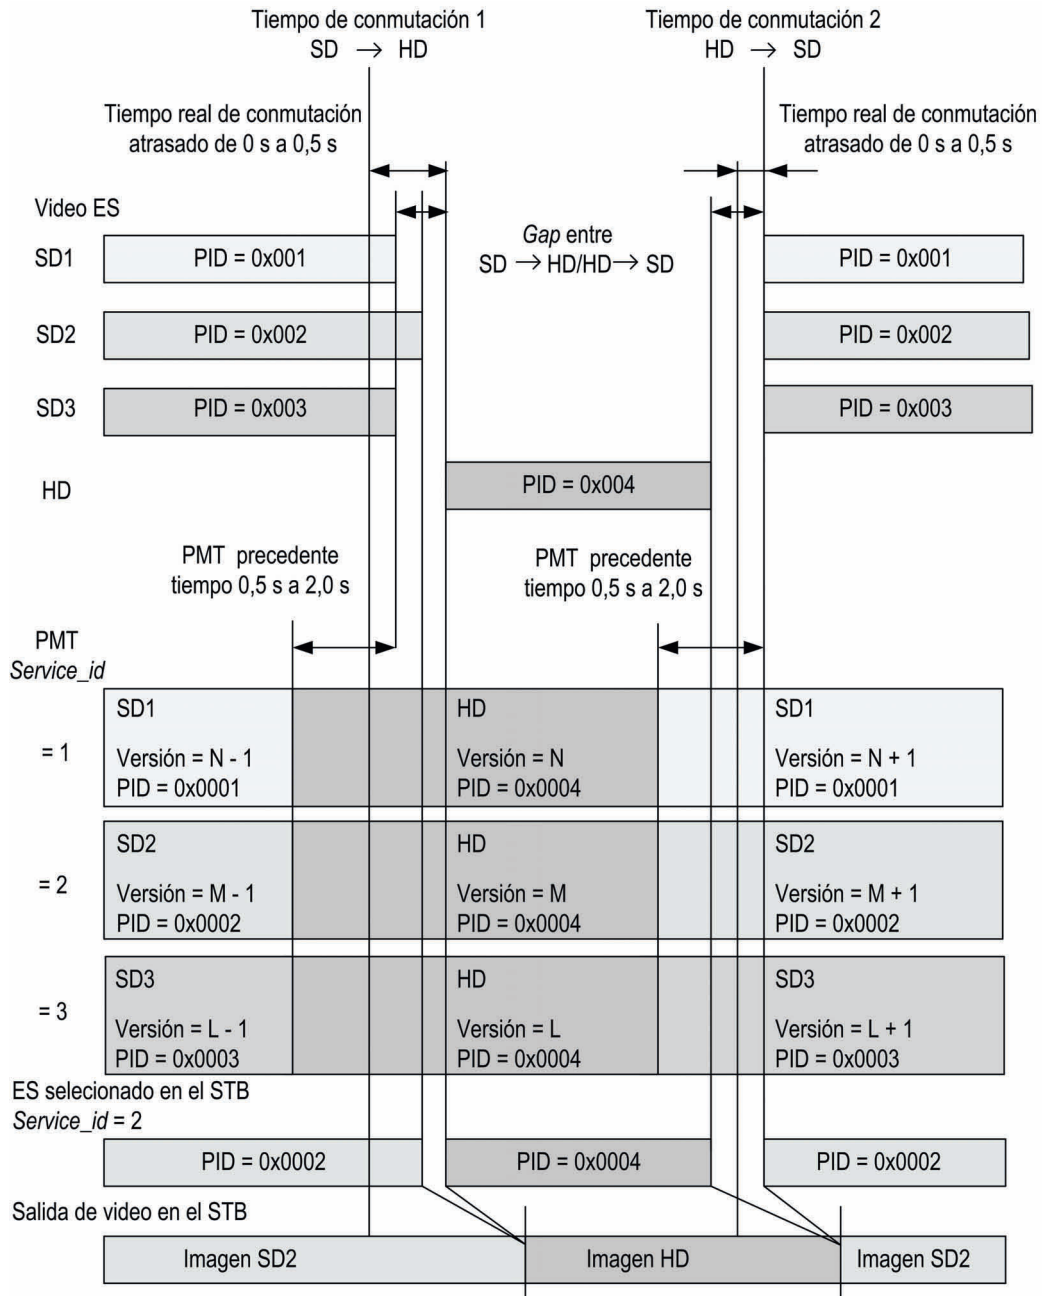 Tiempo de conmutación 1
SD → HD
Tiempo de conmutación 2
HD → SD
Tiempo real de conmutación
atrasado de 0 s a 0,5 s
Tiempo real de conmutación
atrasado de 0 s a 0,5 s
Video ES
Gap entre
SD → HD/HD → SD
SD1
PID = 0x001
PID = 0x001
SD2
PID = 0x002
PID = 0x002
SD3
PID = 0x003
PID = 0x003
HD
PID = 0x004
PMT precedente
tiempo 0,5 s a 2,0 s
PMT precedente
tiempo 0,5 s a 2,0 s
PMT
Service_id
= 1
SD1
Versión = N - 1
PID = 0x0001
HD
Versión = N
PID = 0x0004
SD1
Versión = N + 1
PID = 0x0001
= 2
SD2
Versión = M - 1
PID = 0x0002
HD
Versión = M
PID = 0x0004
SD2
Versión = M + 1
PID = 0x0002
= 3
SD3
Versión = L - 1
PID = 0x0003
HD
Versión = L
PID = 0x0004
SD3
Versión = L + 1
PID = 0x0003
ES selecionado en el STB
Service_id = 2
PID = 0x0002
PID = 0x0004
PID = 0x0002
Salida de video en el STB
Imagen SD2
Imagen HD
Imagen SD2